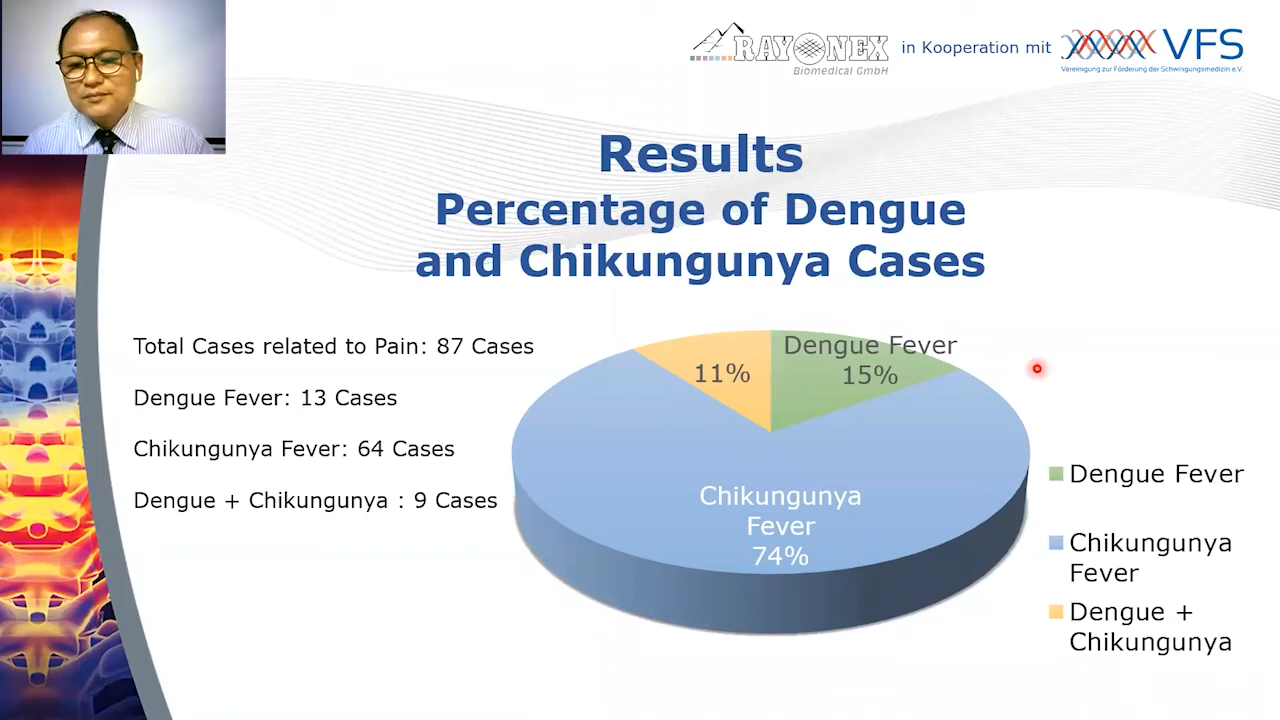 RAYONEX
Biomedical GmbH
in Kooperation mit
VFS
Vereinigung zur Förderung der Schwingungsmedizin e.V.
Results
Percentage of Dengue
and Chikungunya Cases
Total Cases related to Pain: 87 Cases
Dengue Fever: 13 Cases
Chikungunya Fever: 64 Cases
Dengue + Chikungunya : 9 Cases
11%
Dengue Fever
15%
Chikungunya
Fever
74%
Dengue Fever
Chikungunya
Fever
Dengue +
Chikungunya